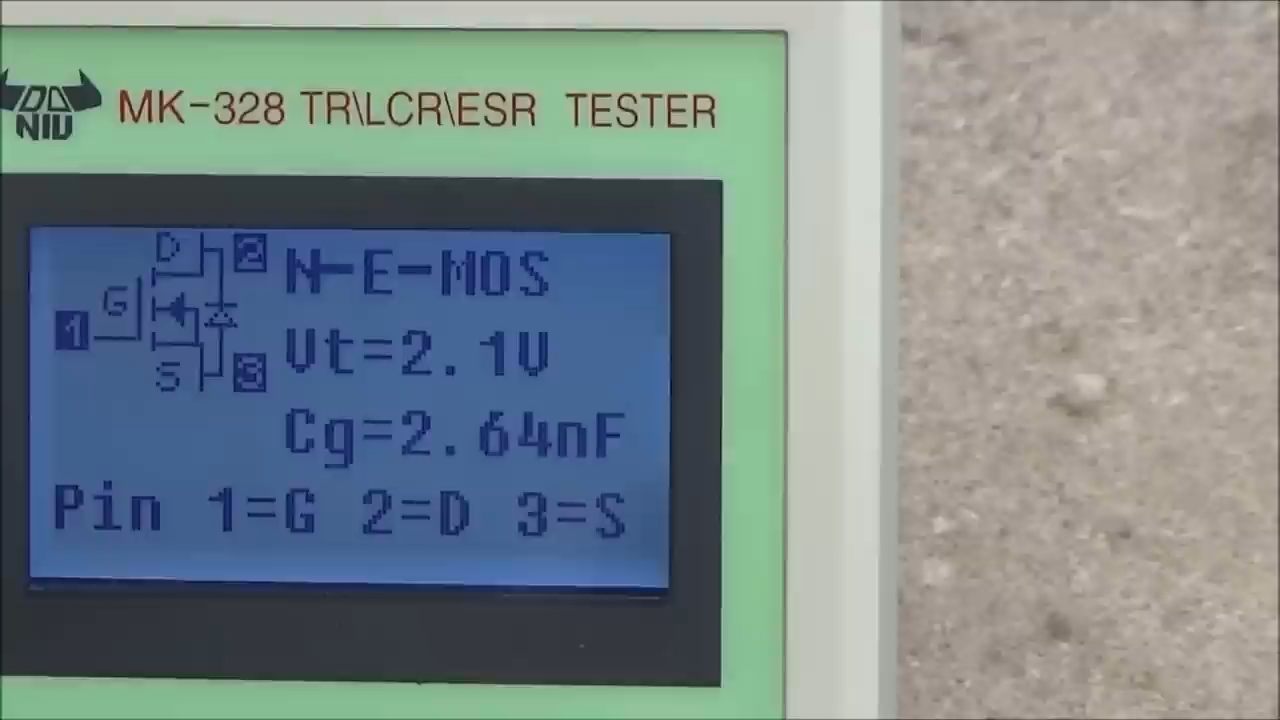 DANIU
MK-328 TR\LCR\ESR TESTER
D 2
N-E-MOS
G
1
Vt=2.1V
S 3
Cg=2.64nF
Pin 1=G 2=D 3=S